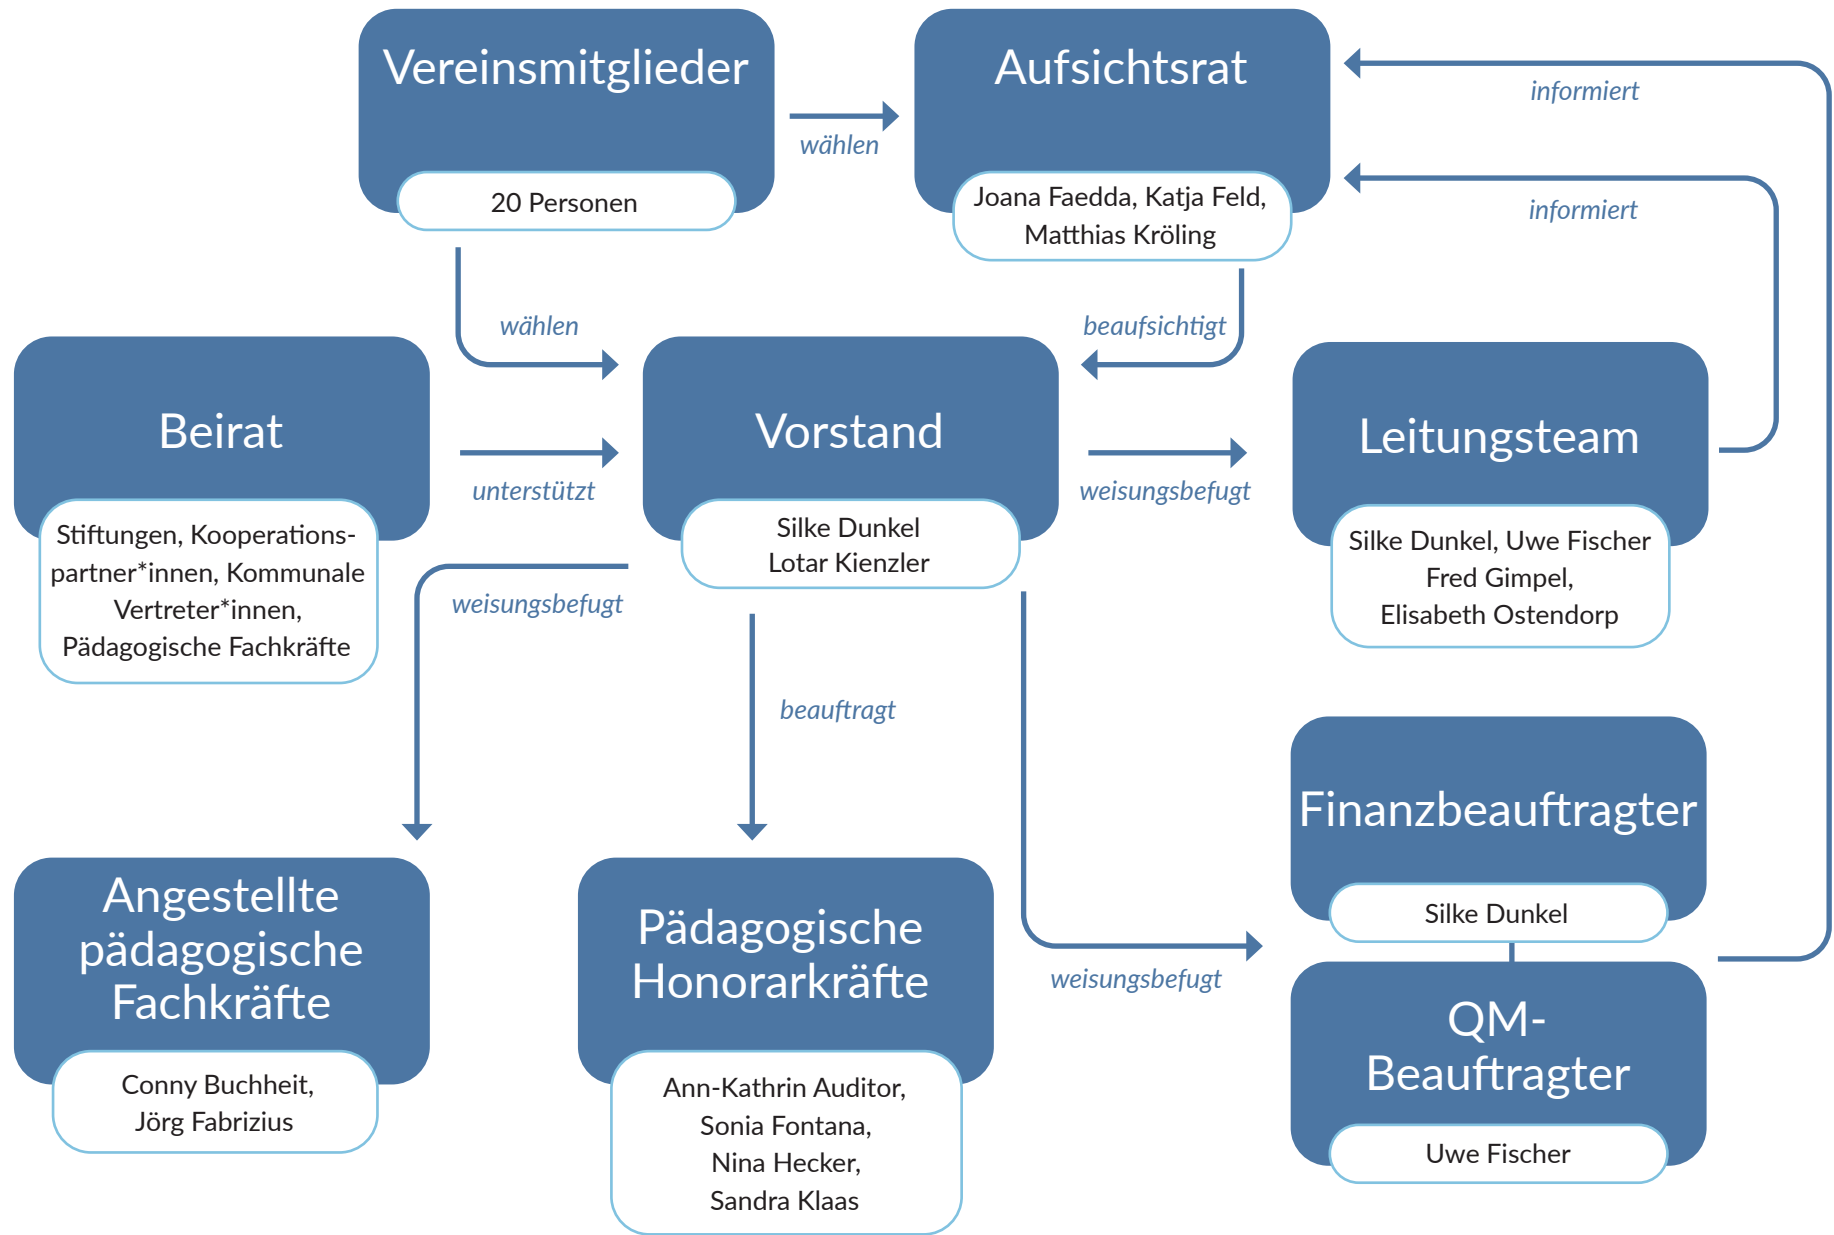 Vereinsmitglieder
20 Personen
wählen
Aufsichtsrat
Joana Faedda, Katja Feld,
Matthias Kröling
informiert
informiert
wählen
beaufsichtigt
Beirat
Stiftungen, Kooperations-
partner*innen, Kommunale
Vertreter*innen,
Pädagogische Fachkräfte
unterstützt
Vorstand
Silke Dunkel
Lotar Kienzler
weisungsbefugt
Leitungsteam
Silke Dunkel, Uwe Fischer
Fred Gimpel,
Elisabeth Ostendorp
weisungsbefugt
beauftragt
weisungsbefugt
Angestellte
pädagogische
Fachkräfte
Conny Buchheit,
Jörg Fabrizius
Pädagogische
Honorarkräfte
Ann-Kathrin Auditor,
Sonia Fontana,
Nina Hecker,
Sandra Klaas
Finanzbeauftragter
Silke Dunkel
QM-
Beauftragter
Uwe Fischer